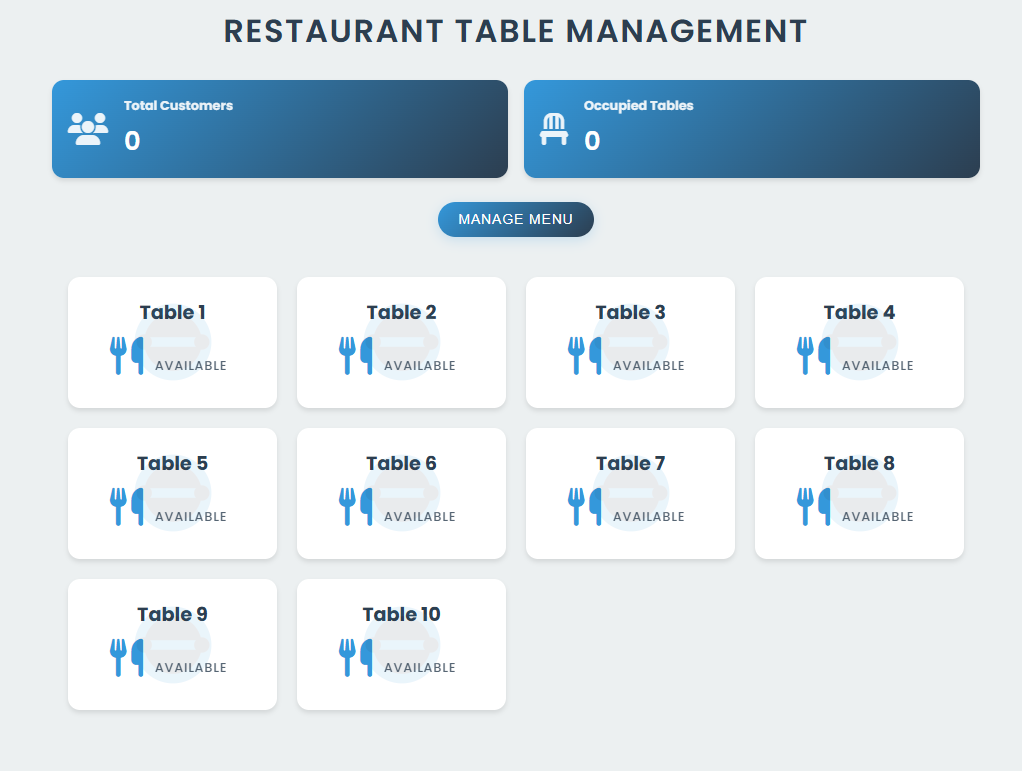 RESTAURANT TABLE MANAGEMENT
Total Customers
0
Occupied Tables
0
MANAGE MENU
Table 1
AVAILABLE
Table 2
AVAILABLE
Table 3
AVAILABLE
Table 4
AVAILABLE
Table 5
AVAILABLE
Table 6
AVAILABLE
Table 7
AVAILABLE
Table 8
AVAILABLE
Table 9
AVAILABLE
Table 10
AVAILABLE